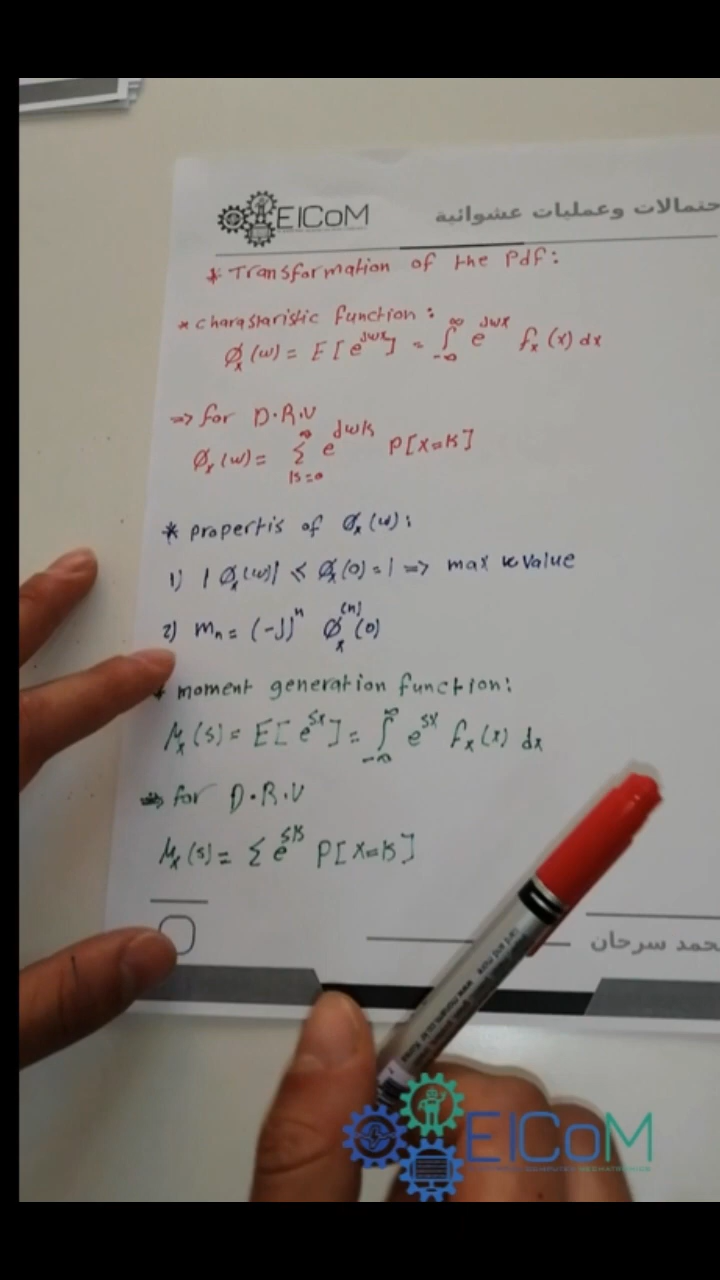 EICoM
حتمالات وعمليات عشوائية
* Transformation of the Pdf:
* charastaristic function:
Ø_x(w) = E[e^{jwx}] = ∫_{-∞}^{∞} e^{jwx} f_x(x) dx
=> for D.R.V
Ø_x(w) = Σ_{k=0}^{∞} e^{jwk} P[X=k]
* propertis of Ø_x(w):
1) |Ø_x(w)| ≤ Ø_x(0) = 1 => max value
2) m_n = (-J)^n Ø_x^{(n)}(0)
* moment generation function:
M_x(s) = E[e^{sx}] = ∫_{-∞}^{∞} e^{sx} f_x(x) dx
=> for D.R.V
M_x(s) = Σ e^{sk} P[X=k]
حمد سرحان
EICoM